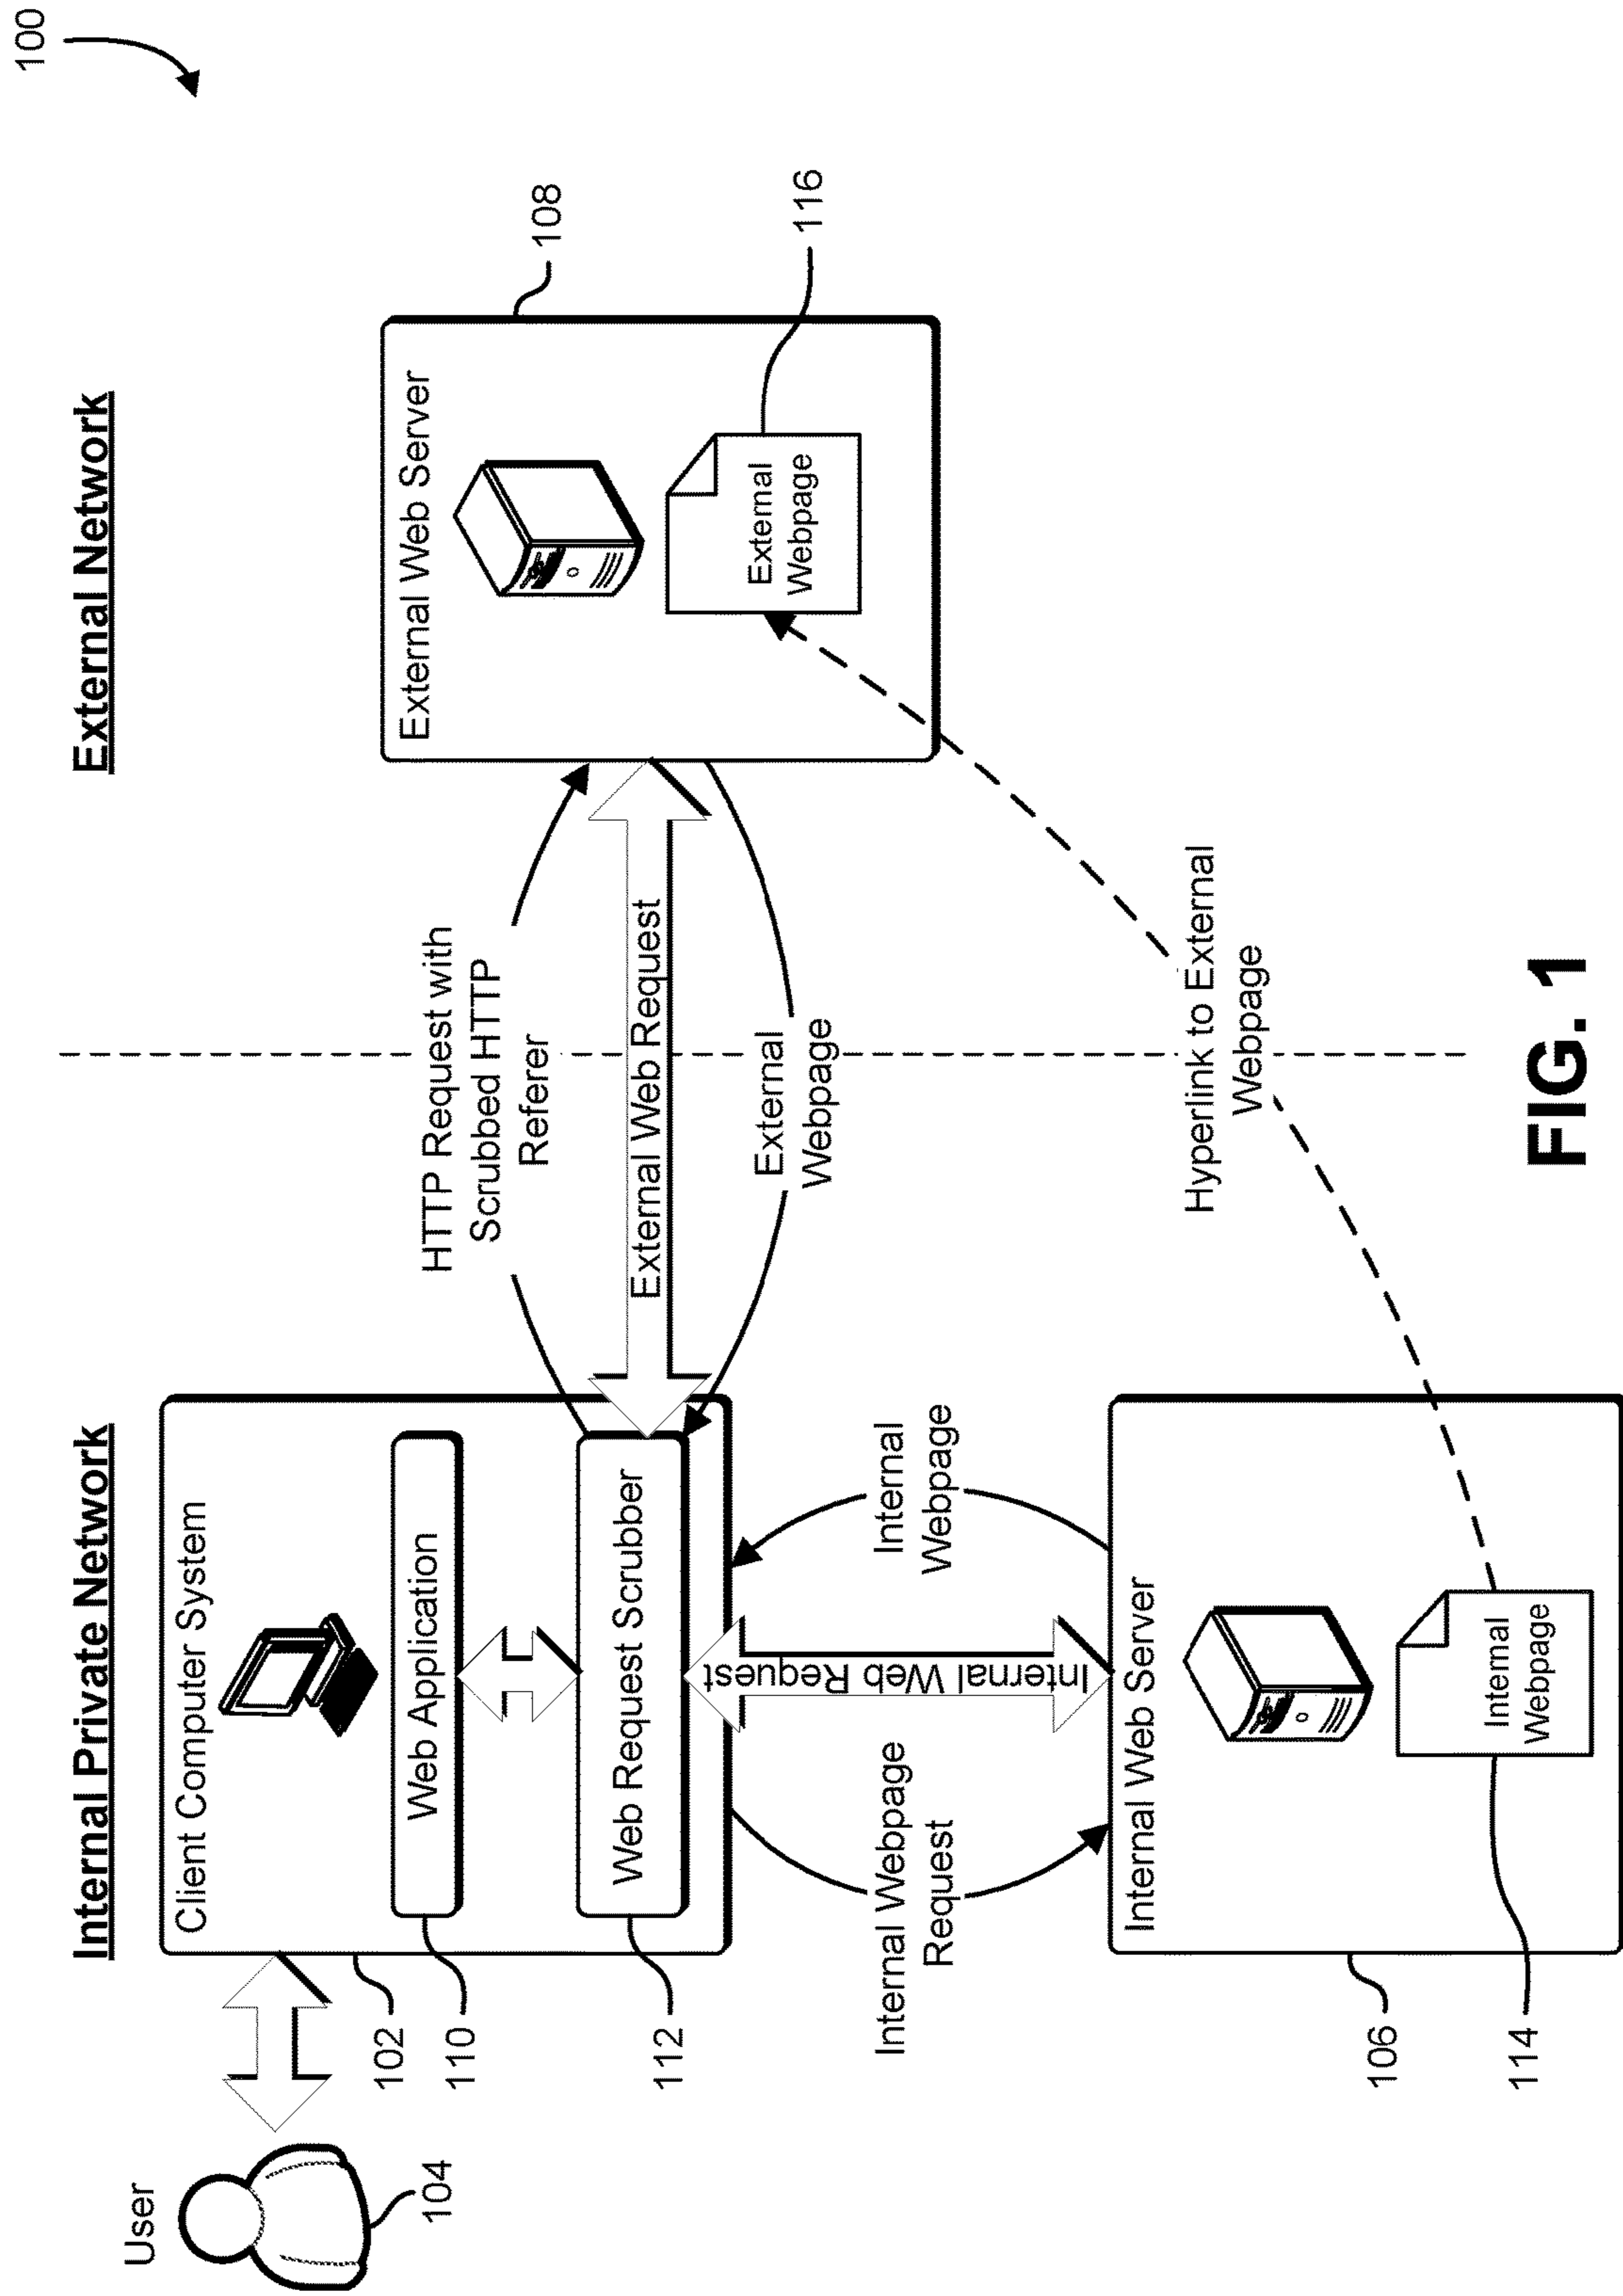 100
Internal Private Network
External Network
User
104
Client Computer System
Web Application
Web Request Scrubber
102
110
112
HTTP Request with
Scrubbed HTTP
Referer
External Web Request
External
Webpage
External Web Server
External
Webpage
108
116
Internal Webpage
Request
Internal Web Request
Internal
Webpage
Internal Web Server
Internal
Webpage
106
114
Hyperlink to External
Webpage
FIG. 1